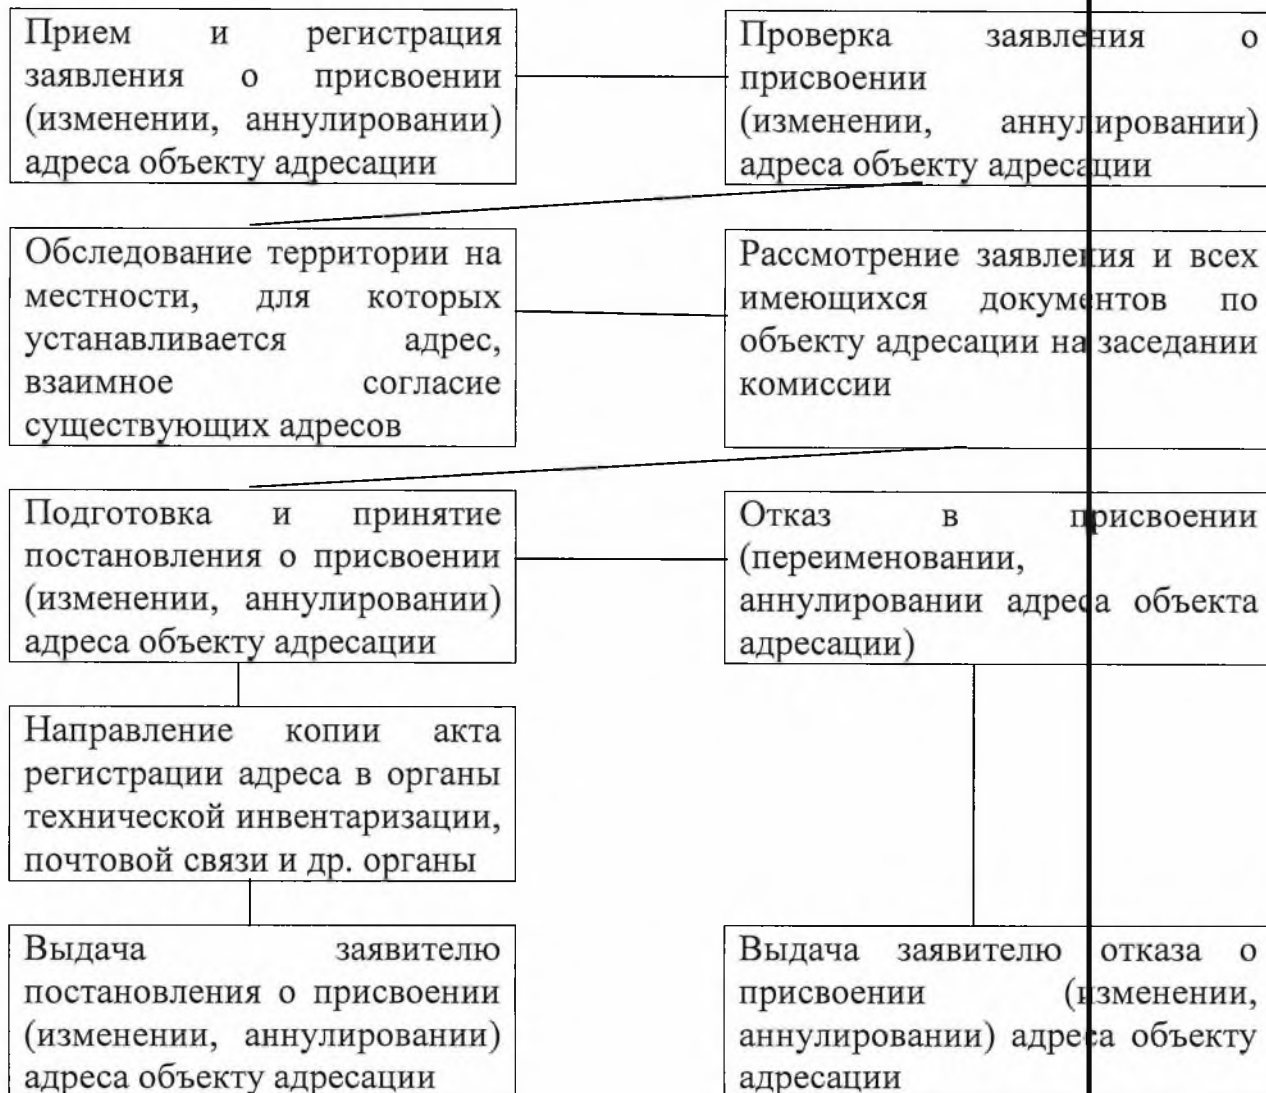 Прием и регистрация
заявления о присвоении
(изменении, аннулировании)
адреса объекту адресации
Проверка заявления о
присвоении
(изменении, аннулировании)
адреса объекту адресации
Обследование территории на
местности, для которых
устанавливается адрес,
взаимное согласие
существующих адресов
Рассмотрение заявления и всех
имеющихся документов по
объекту адресации на заседании
комиссии
Подготовка и принятие
постановления о присвоении
(изменении, аннулировании)
адреса объекту адресации
Отказ в присвоении
(переименовании,
аннулировании адреса объекта
адресации)
Направление копии акта
регистрации адреса в органы
технической инвентаризации,
почтовой связи и др. органы
Выдача заявителю
постановления о присвоении
(изменении, аннулировании)
адреса объекту адресации
Выдача заявителю отказа о
присвоении (изменении,
аннулировании) адреса объекту
адресации